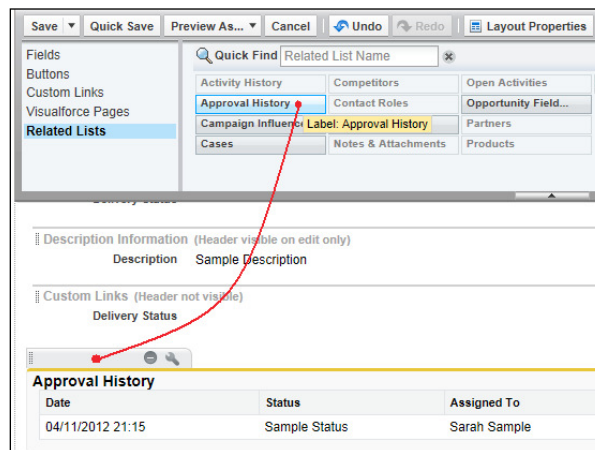 Save Quick Save Preview As... Cancel Undo Redo Layout Properties
Fields
Buttons
Custom Links
Visualforce Pages
Related Lists
Quick Find Related List Name
Activity History Competitors Open Activities
Approval History Contact Roles Opportunity Field...
Campaign Influence Label: Approval History Partners
Cases Notes & Attachments Products
Delivery Status
Description Information (Header visible on edit only)
Description Sample Description
Custom Links (Header not visible)
Delivery Status
Approval History
Date Status Assigned To
04/11/2012 21:15 Sample Status Sarah Sample